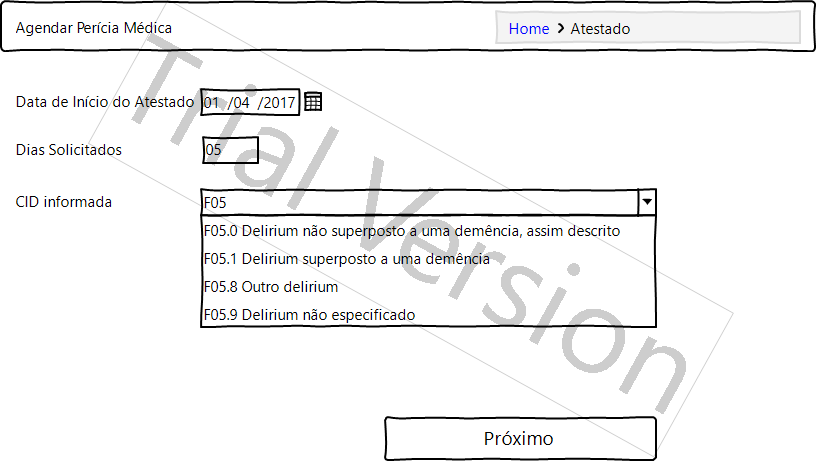 Agendar Perícia Médica
Home > Atestado
Data de Início do Atestado 01 /04 /2017
Dias Solicitados 05
CID informada F05
F05.0 Delirium não superposto a uma demência, assim descrito
F05.1 Delirium superposto a uma demência
F05.8 Outro delirium
F05.9 Delirium não especificado
Próximo
Trial Version